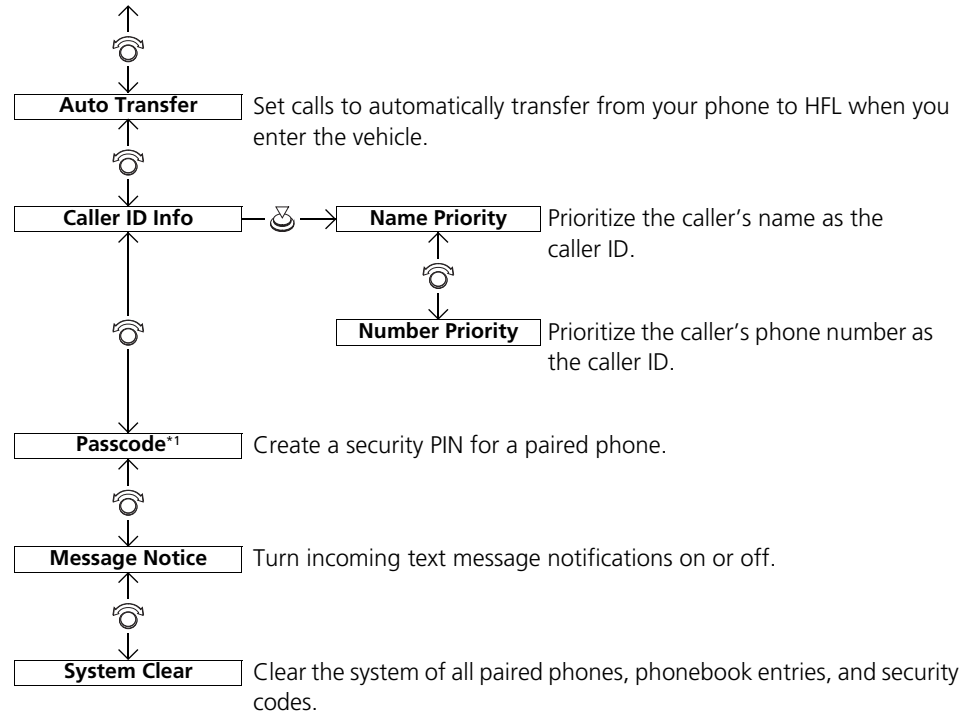 Auto Transfer
Set calls to automatically transfer from your phone to HFL when you
enter the vehicle.
Caller ID Info
Name Priority
Prioritize the caller’s name as the
caller ID.
Number Priority
Prioritize the caller’s phone number as
the caller ID.
Passcode*1
Create a security PIN for a paired phone.
Message Notice
Turn incoming text message notifications on or off.
System Clear
Clear the system of all paired phones, phonebook entries, and security
codes.